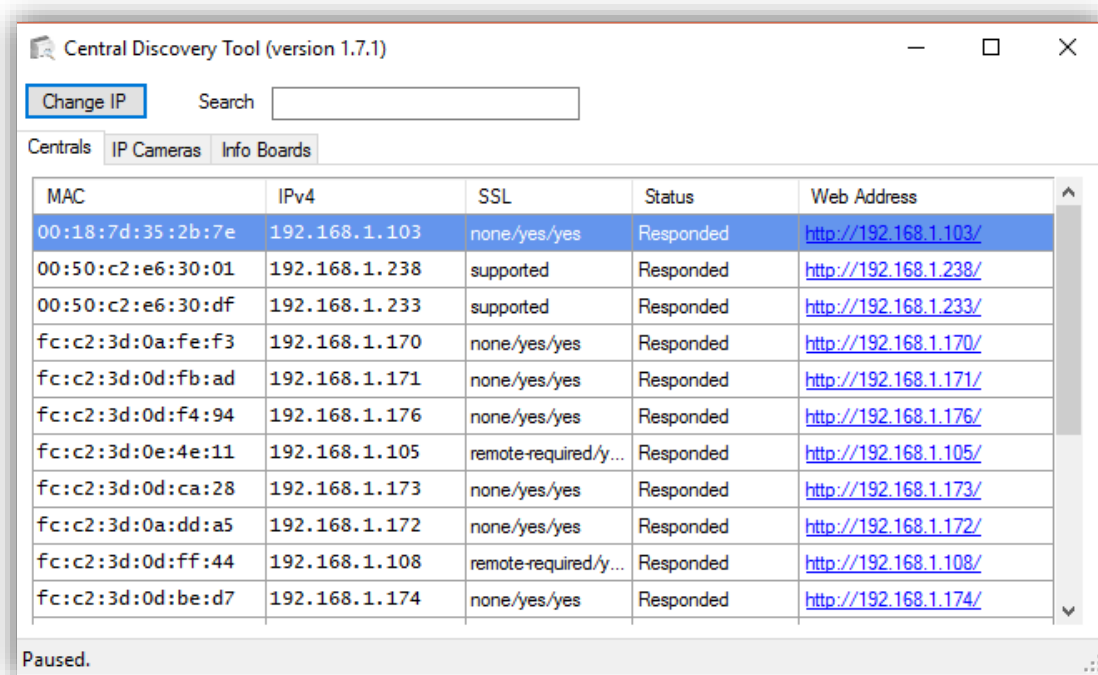 Central Discovery Tool (version 1.7.1)
Change IP Search
Centrals IP Cameras Info Boards
MAC IPv4 SSL Status Web Address
00:18:7d:35:2b:7e 192.168.1.103 none/yes/yes Responded http://192.168.1.103/
00:50:c2:e6:30:01 192.168.1.238 supported Responded http://192.168.1.238/
00:50:c2:e6:30:df 192.168.1.233 supported Responded http://192.168.1.233/
fc:c2:3d:0a:fe:f3 192.168.1.170 none/yes/yes Responded http://192.168.1.170/
fc:c2:3d:0d:fb:ad 192.168.1.171 none/yes/yes Responded http://192.168.1.171/
fc:c2:3d:0d:f4:94 192.168.1.176 none/yes/yes Responded http://192.168.1.176/
fc:c2:3d:0e:4e:11 192.168.1.105 remote-required/y... Responded http://192.168.1.105/
fc:c2:3d:0d:ca:28 192.168.1.173 none/yes/yes Responded http://192.168.1.173/
fc:c2:3d:0a:dd:a5 192.168.1.172 none/yes/yes Responded http://192.168.1.172/
fc:c2:3d:0d:ff:44 192.168.1.108 remote-required/y... Responded http://192.168.1.108/
fc:c2:3d:0d:be:d7 192.168.1.174 none/yes/yes Responded http://192.168.1.174/
Paused.